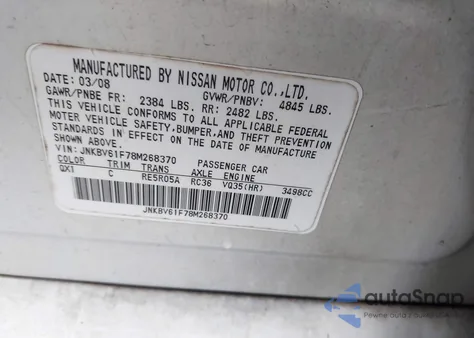 MANUFACTURED BY NISSAN MOTOR CO.,LTD.
DATE: 03/08 GVWR/PNBV: 4845 LBS.
GAWR/PNBE FR: 2384 LBS. RR: 2482 LBS.
THIS VEHICLE CONFORMS TO ALL APPLICABLE FEDERAL
MOTOR VEHICLE SAFETY,BUMPER,AND THEFT PREVENTION
STANDARDS IN EFFECT ON THE DATE OF MANUFACTURE
SHOWN ABOVE.
VIN: JNKBV61F78M268370 PASSENGER CAR
COLOR TRIM TRANS AXLE ENGINE
QX1 C RE5R05A RC36 VQ35(HR) 3498CC
JNKBV61F78M268370
autoSnap